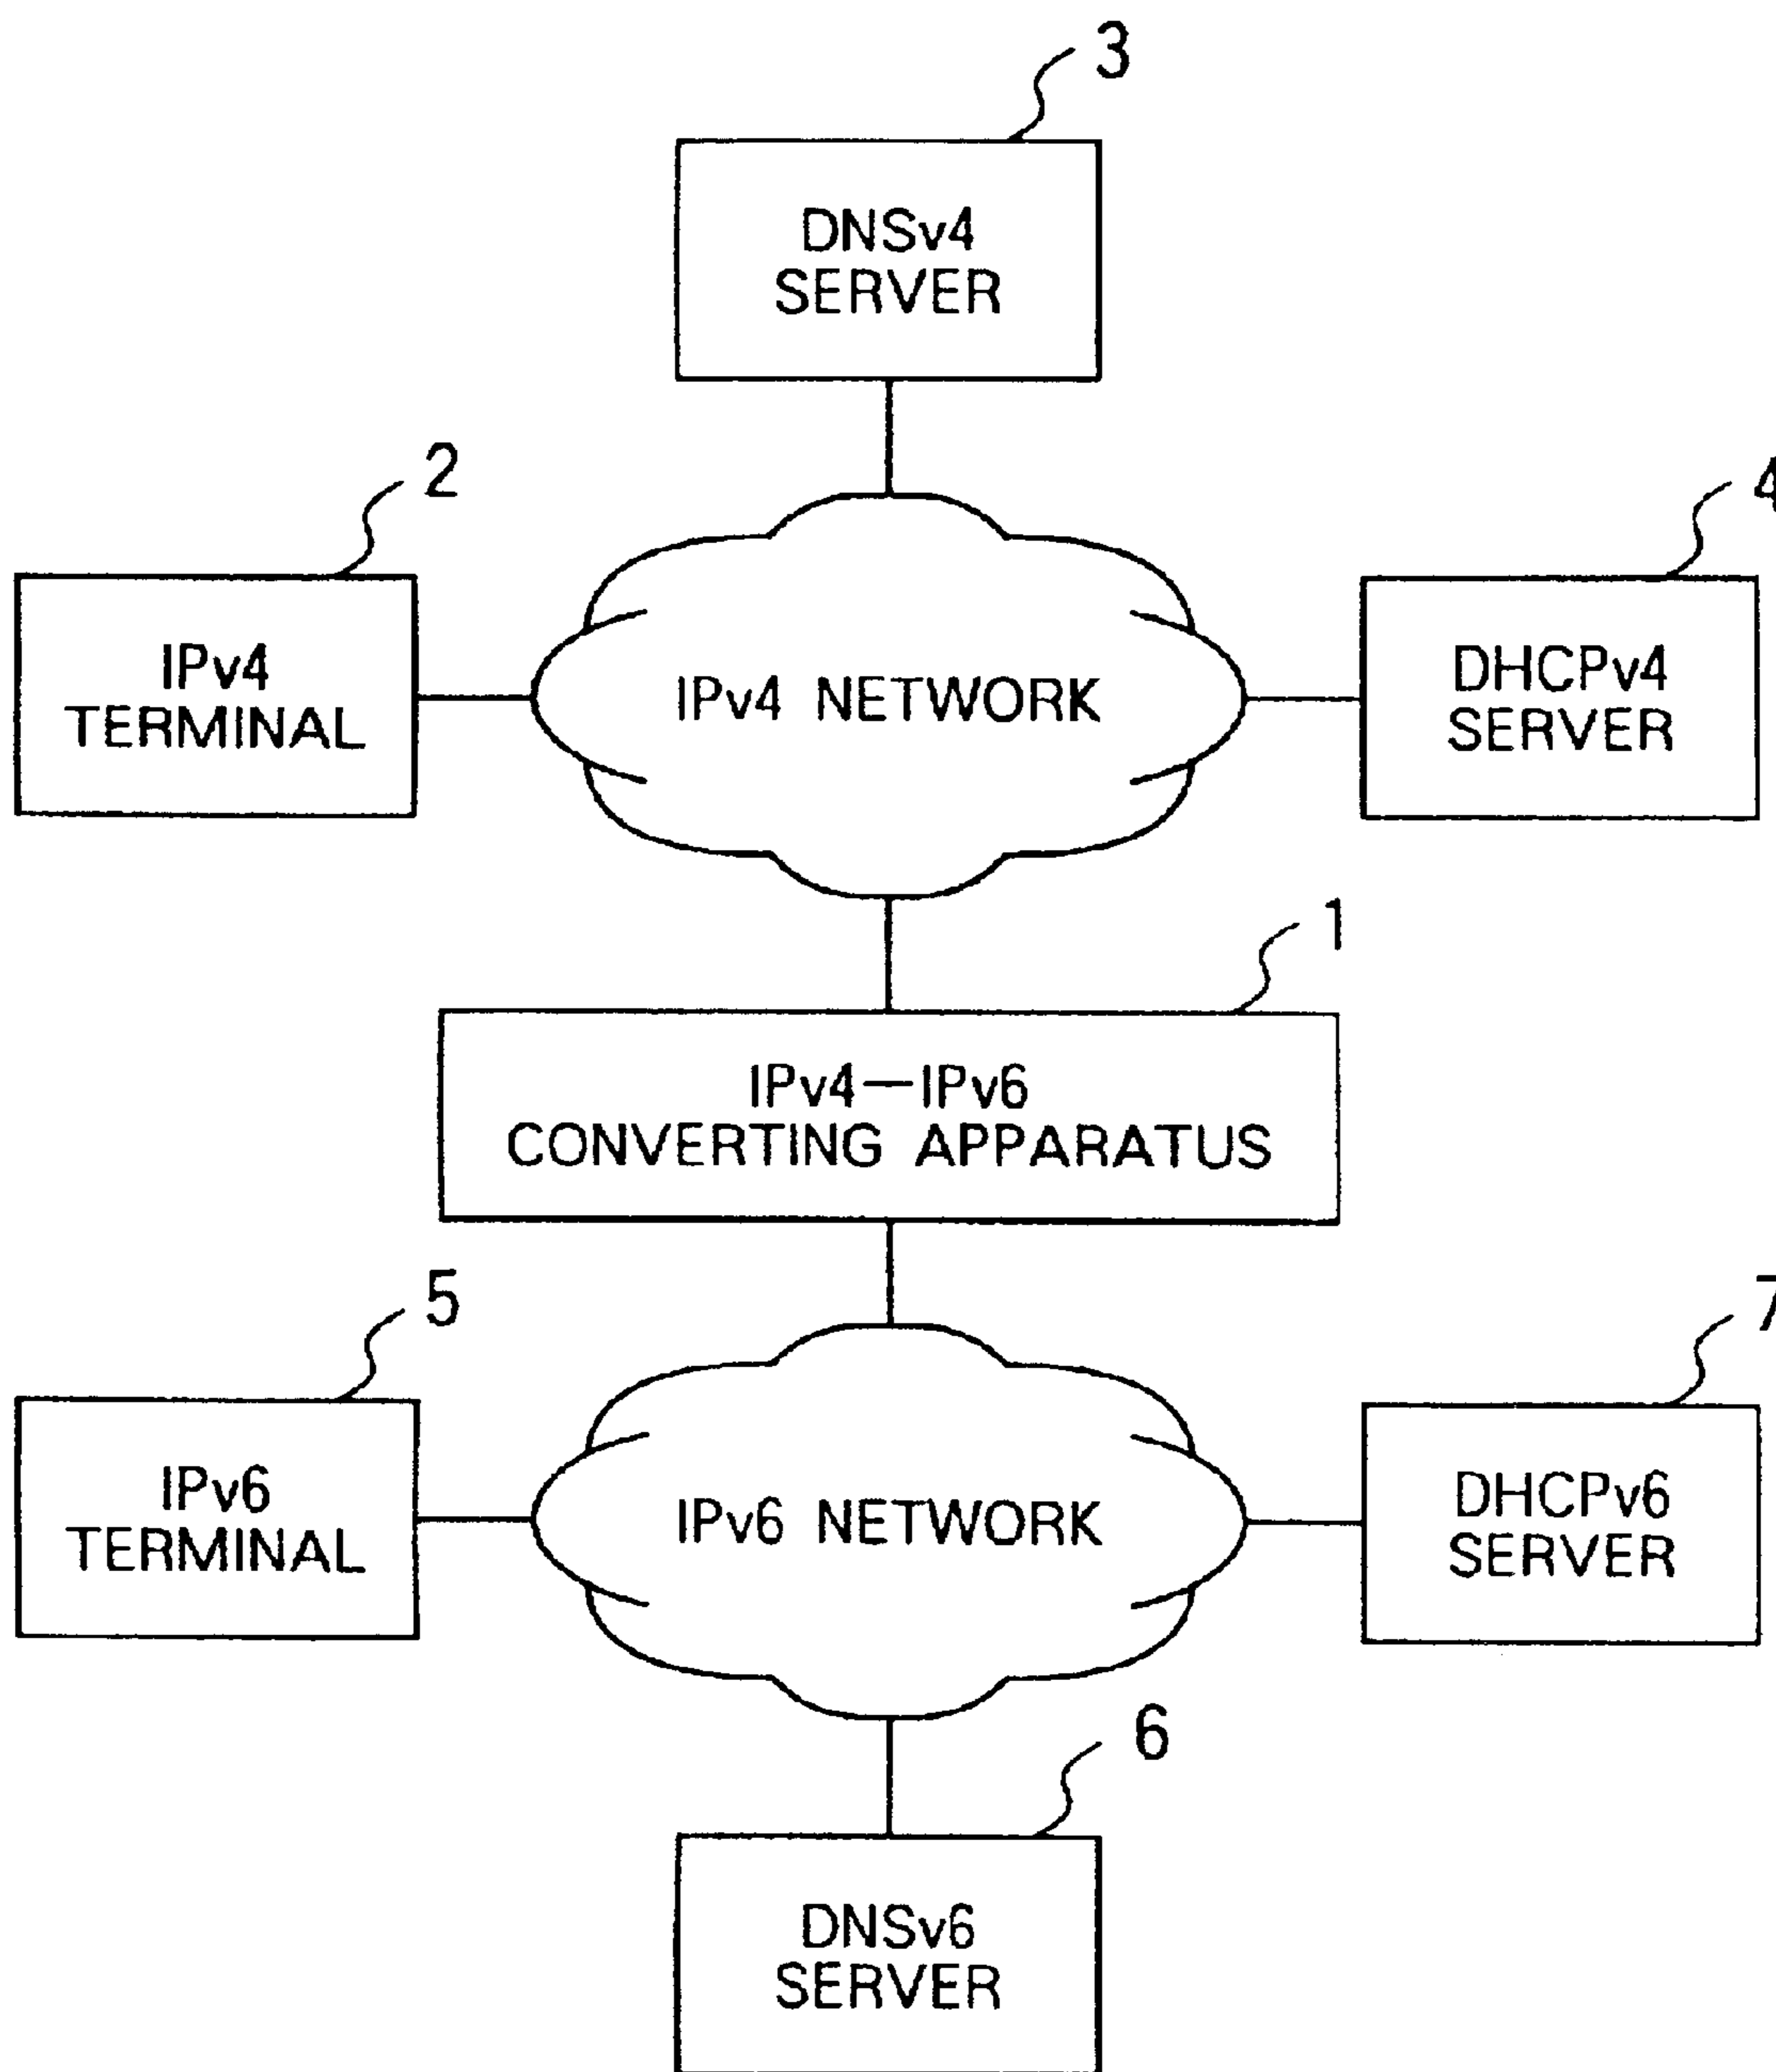 3
DNSv4
SERVER
2
4
IPv4
TERMINAL
IPv4 NETWORK
DHCPv4
SERVER
1
IPv4—IPv6
CONVERTING APPARATUS
5
7
IPv6
TERMINAL
IPv6 NETWORK
DHCPv6
SERVER
6
DNSv6
SERVER